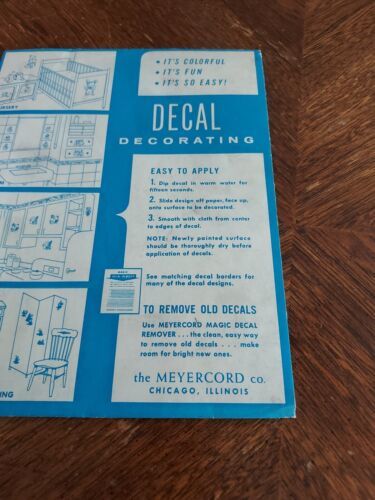 • IT'S COLORFUL
• IT'S FUN
• IT'S SO EASY!
DECAL
DECORATING
EASY TO APPLY
1. Dip decal in warm water for
fifteen seconds.
2. Slide design off paper, face up,
onto surface to be decorated.
3. Smooth with cloth from center
to edges of decal.
NOTE: Newly painted surface
should be thoroughly dry before
application of decals.
See matching decal borders for
many of the decal designs.
TO REMOVE OLD DECALS
Use MEYERCORD MAGIC DECAL
REMOVER . . . the clean, easy way
to remove old decals . . . make
room for bright new ones.
the MEYERCORD co.
CHICAGO, ILLINOIS